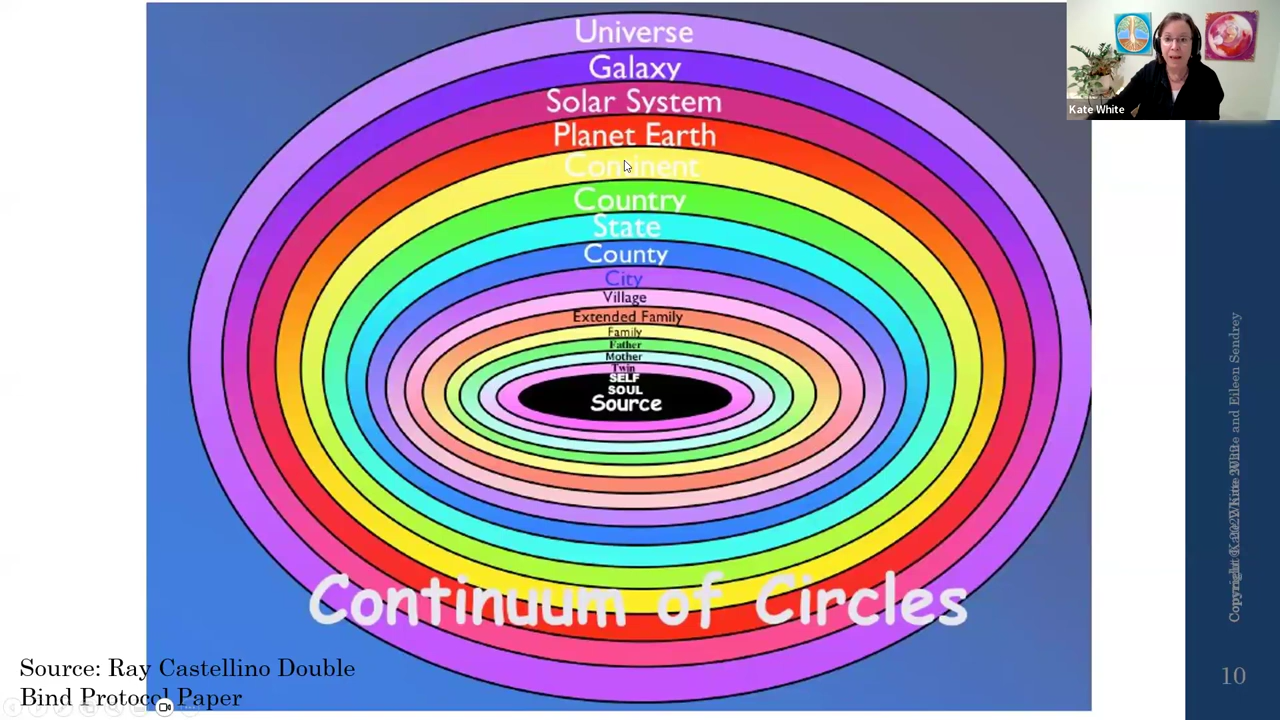 Universe
Galaxy
Solar System
Planet Earth
Continent
Country
State
County
City
Village
Extended Family
Family
Father
Mother
Twin
SELF
SOUL
Source
Continuum of Circles
Source: Ray Castellino Double
Bind Protocol Paper
Kate White
Kate White and Eileen Sendrey
10